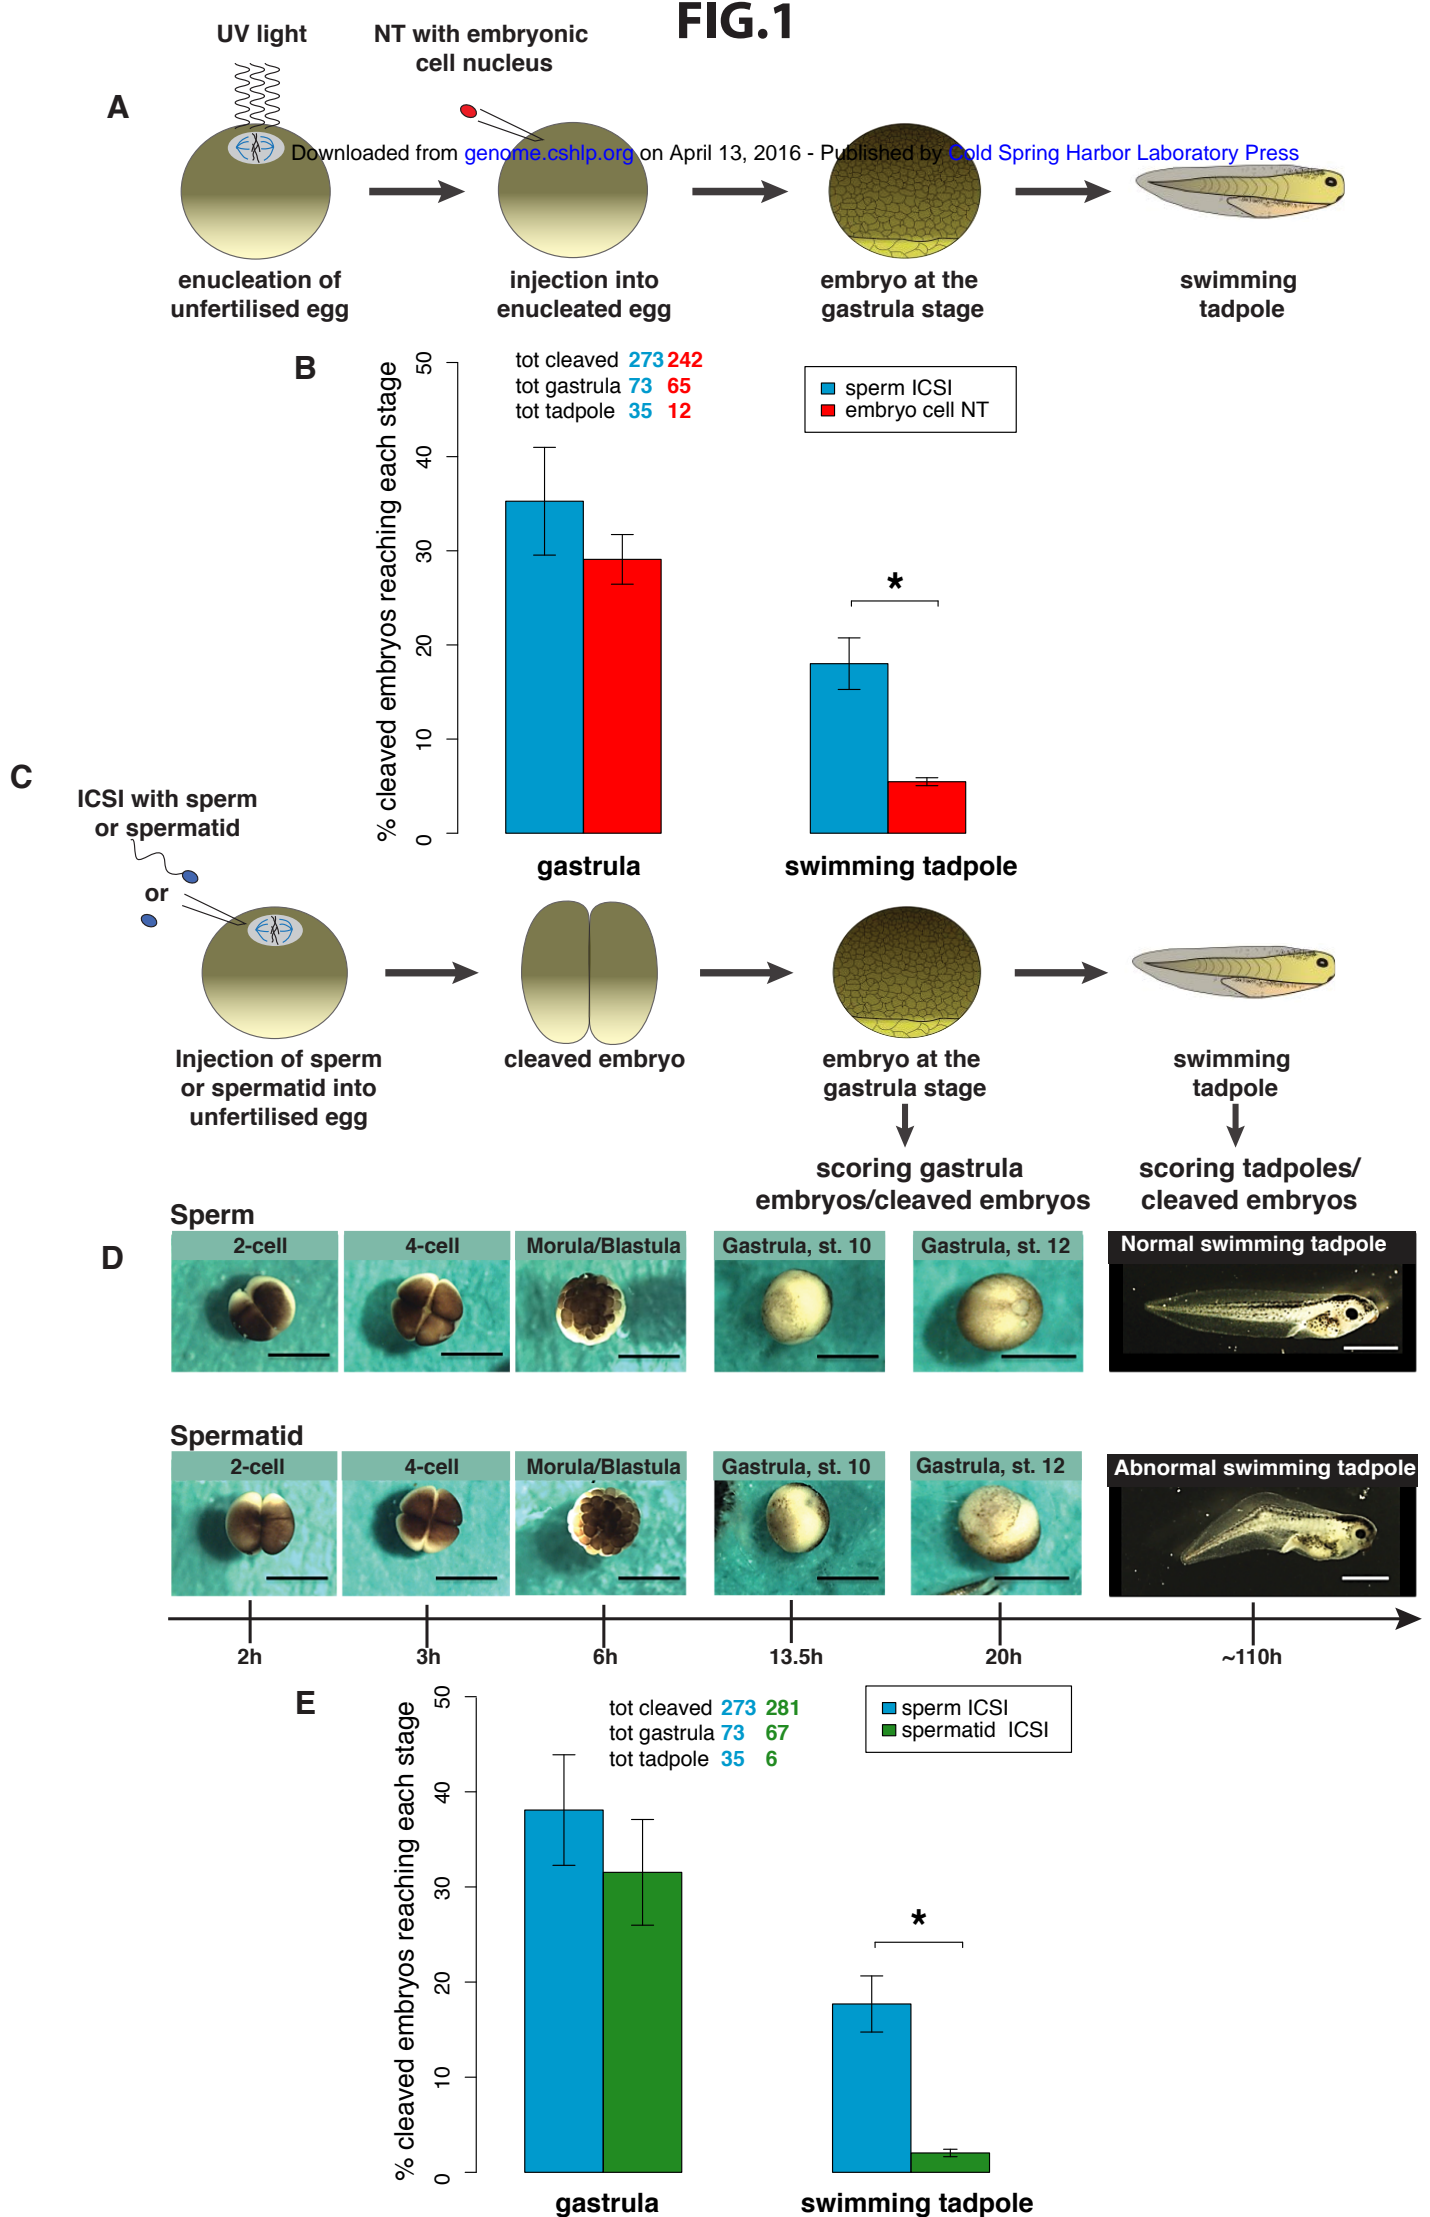 FIG.1
A
UV light
NT with embryonic
cell nucleus
Downloaded from genome.cshlp.org on April 13, 2016 - Published by Cold Spring Harbor Laboratory Press
enucleation of
unfertilised egg
injection into
enucleated egg
embryo at the
gastrula stage
swimming
tadpole
B
% cleaved embryos reaching each stage
50
40
30
20
10
0
tot cleaved 273 242
tot gastrula 73 65
tot tadpole 35 12
sperm ICSI
embryo cell NT
*
gastrula
swimming tadpole
C
ICSI with sperm
or spermatid
or
Injection of sperm
or spermatid into
unfertilised egg
cleaved embryo
embryo at the
gastrula stage
swimming
tadpole
scoring gastrula
embryos/cleaved embryos
scoring tadpoles/
cleaved embryos
D
Sperm
2-cell
4-cell
Morula/Blastula
Gastrula, st. 10
Gastrula, st. 12
Normal swimming tadpole
Spermatid
2-cell
4-cell
Morula/Blastula
Gastrula, st. 10
Gastrula, st. 12
Abnormal swimming tadpole
2h
3h
6h
13.5h
20h
~110h
E
% cleaved embryos reaching each stage
50
40
30
20
10
0
tot cleaved 273 281
tot gastrula 73 67
tot tadpole 35 6
sperm ICSI
spermatid ICSI
*
gastrula
swimming tadpole